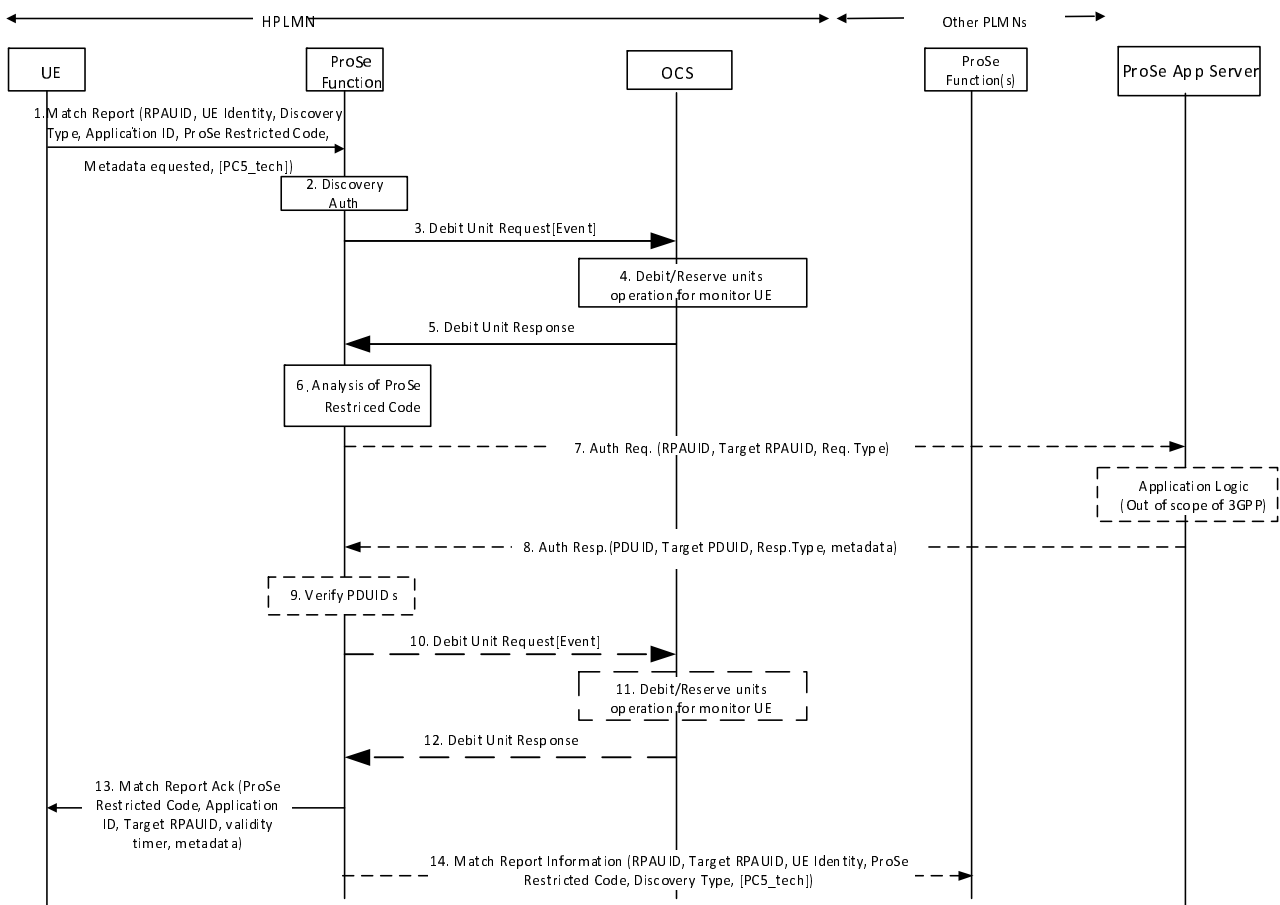 HPLMN
Other PLMNs
UE
ProSe
Function
OCS
ProSe
Function(s)
ProSe App Server
1.Match Report (RPAUID, UE Identity, Discovery
Type, Application ID, ProSe Restricted Code,
Metadata equested, [PC5_tech])
2. Discovery
Auth
3. Debit Unit Request[Event]
4. Debit/Reserve units
operation for monitor UE
5. Debit Unit Response
6. Analysis of ProSe
Restriced Code
7. Auth Req. (RPAUID, Target RPAUID, Req. Type)
Application Logic
(Out of scope of 3GPP)
8. Auth Resp.(PDUID, Target PDUID, Resp.Type, metadata)
9. Verify PDUIDs
10. Debit Unit Request[Event]
11. Debit/Reserve units
operation for monitor UE
12. Debit Unit Response
13. Match Report Ack (ProSe
Restricted Code, Application
ID, Target RPAUID, validity
timer, metadata)
14. Match Report Information (RPAUID, Target RPAUID, UE Identity, ProSe
Restricted Code, Discovery Type, [PC5_tech])